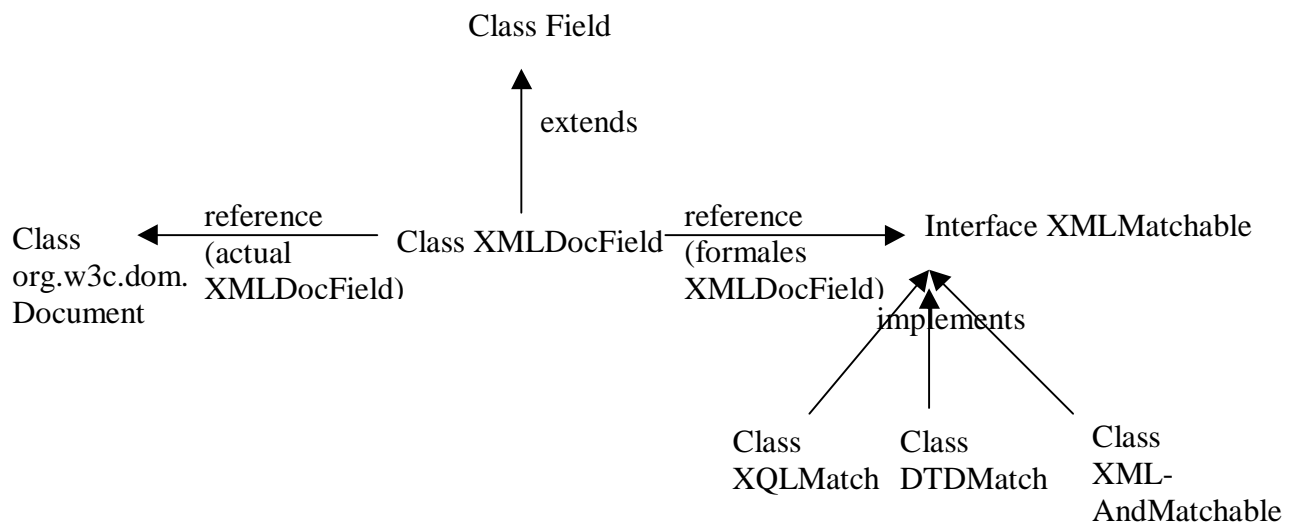 Class Field
extends
Class
org.w3c.dom.
Document
reference
(actual
XMLDocField)
Class XMLDocField
reference
(formales
XMLDocField)
Interface XMLMatchable
implements
Class
XQLMatch
Class
DTDMatch
Class
XML-
AndMatchable